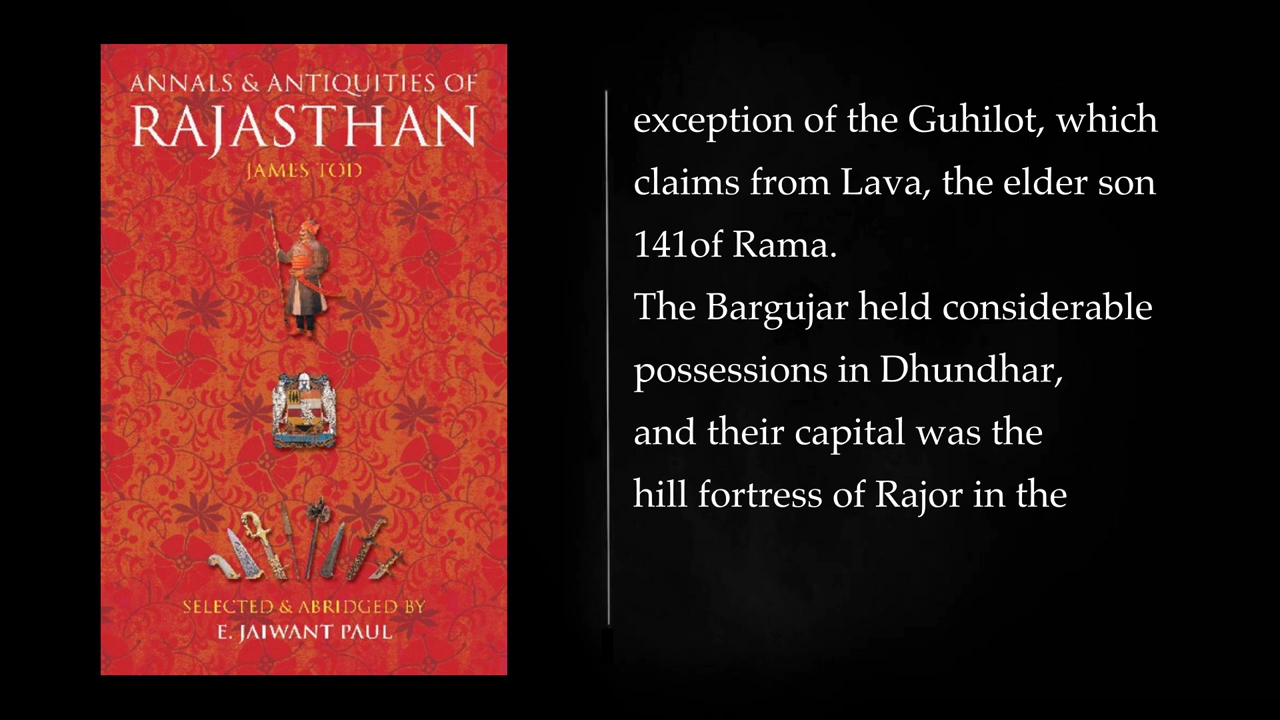 ANNALS & ANTIQUITIES OF
RAJASTHAN
JAMES TOD
SELECTED & ABRIDGED BY
E. JAIWANT PAUL
exception of the Guhilot, which
claims from Lava, the elder son
141of Rama.
The Bargujar held considerable
possessions in Dhundhar,
and their capital was the
hill fortress of Rajor in the